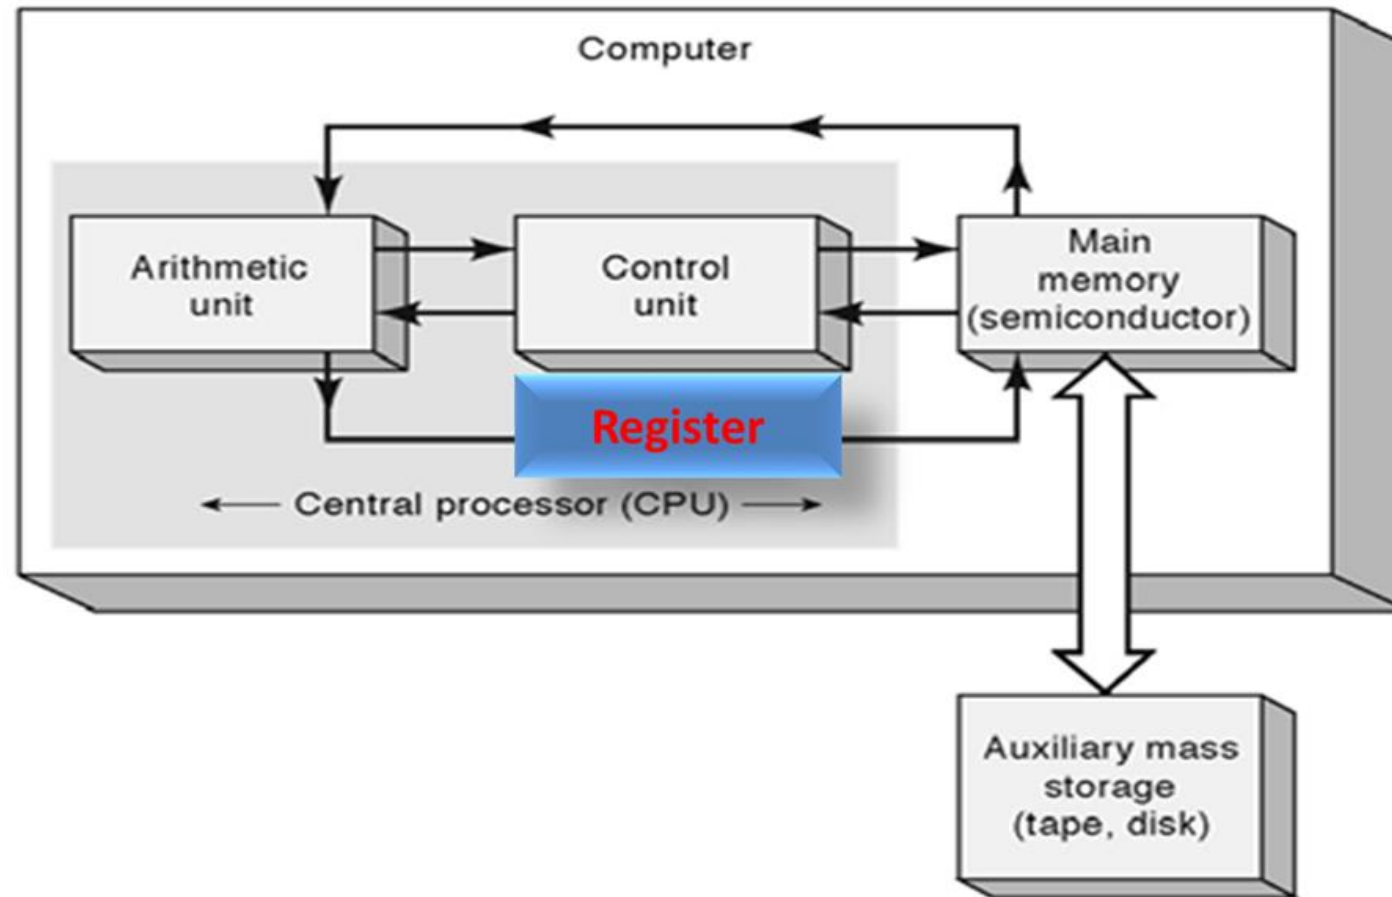 Computer
Arithmetic
unit
Control
unit
Main
memory
(semiconductor)
Register
Central processor (CPU)
Auxiliary mass
storage
(tape, disk)